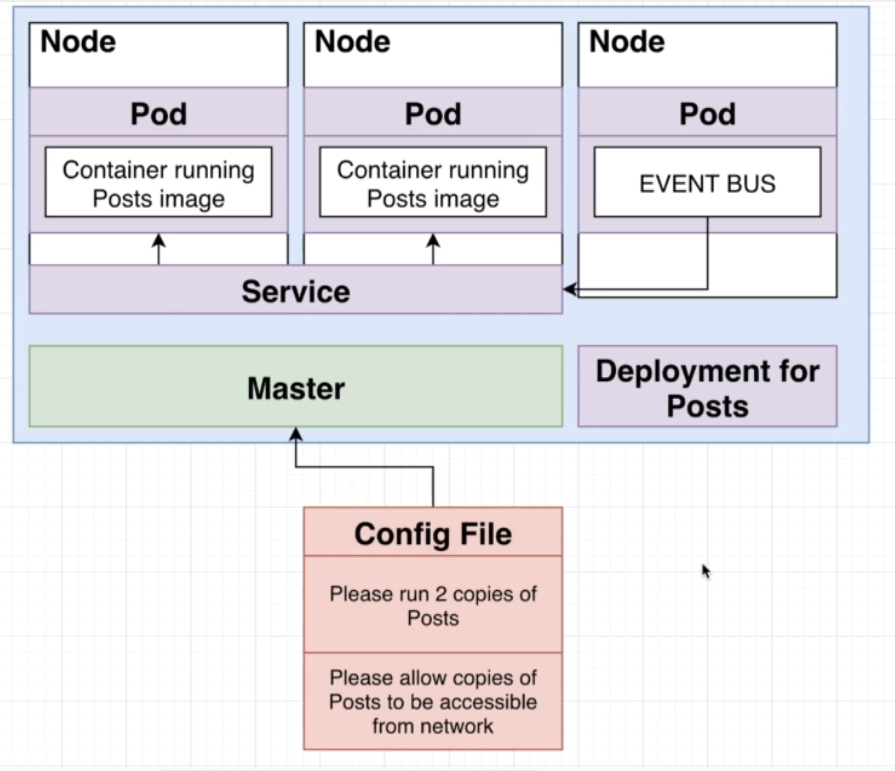 Node
Node
Node
Pod
Pod
Pod
Container running
Posts image
Container running
Posts image
EVENT BUS
Service
Master
Deployment for
Posts
Config File
Please run 2 copies of
Posts
Please allow copies of
Posts to be accessible
from network